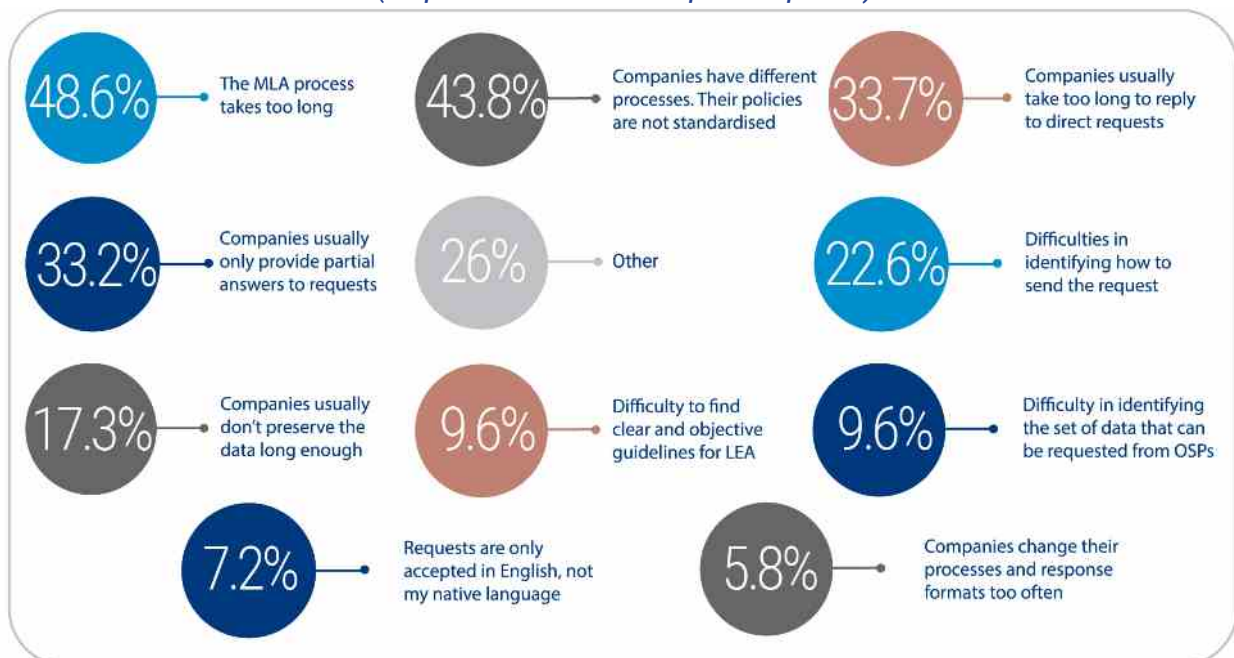 48.6%
The MLA process
takes too long
43.8%
Companies have different
processes. Their policies
are not standardised
33.7%
Companies usually
take too long to reply
to direct requests
33.2%
Companies usually
only provide partial
answers to requests
26%
Other
22.6%
Difficulties in
identifying how to
send the request
17.3%
Companies usually
don't preserve the
data long enough
9.6%
Difficulty to find
clear and objective
guidelines for LEA
9.6%
Difficulty in identifying
the set of data that can
be requested from OSPs
7.2%
Requests are only
accepted in English, not
my native language
5.8%
Companies change their
processes and response
formats too often